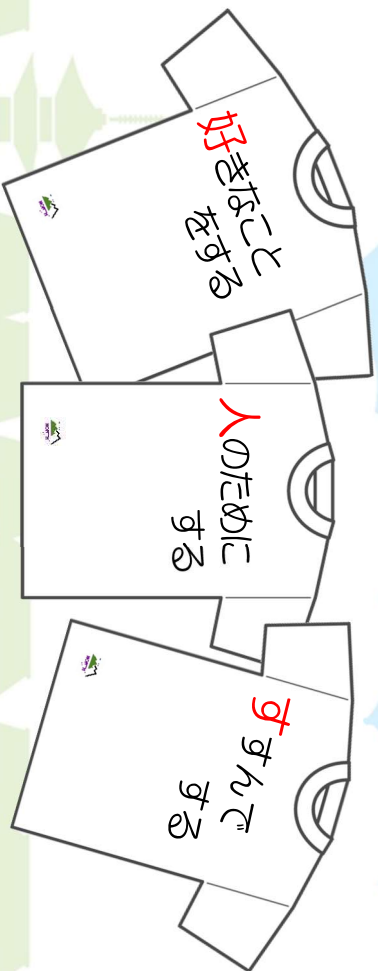 好きなこと
をする
人のために
する
すすんで
する